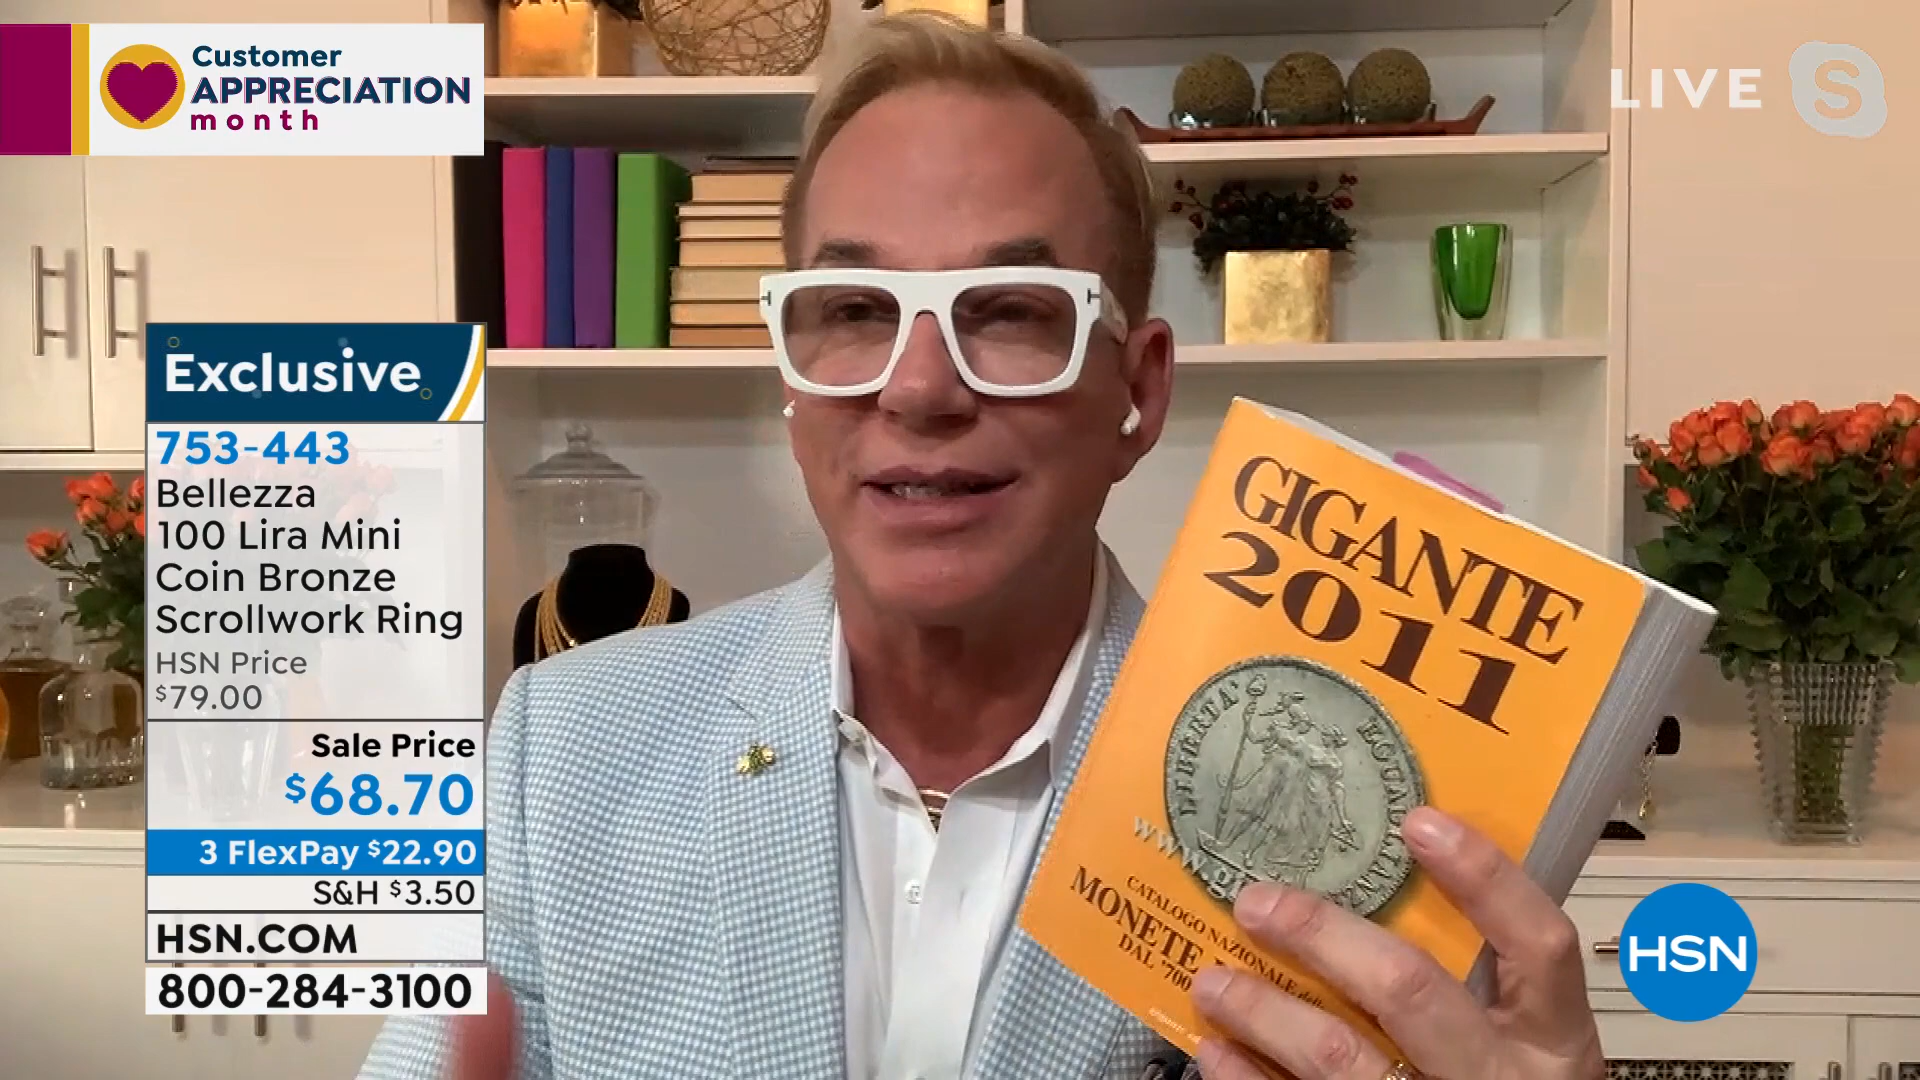 Customer
APPRECIATION
month
LIVE S
Exclusive
753-443
Bellezza
100 Lira Mini
Coin Bronze
Scrollwork Ring
HSN Price
$79.00
Sale Price
$68.70
3 FlexPay $22.90
S&H $3.50
HSN.COM
800-284-3100
GIGANTE
2011
LIBERTA'
EGUAGLIANZA
www.gi
CATALOGO NAZIONALE
MONETE
DAL '700
HSN